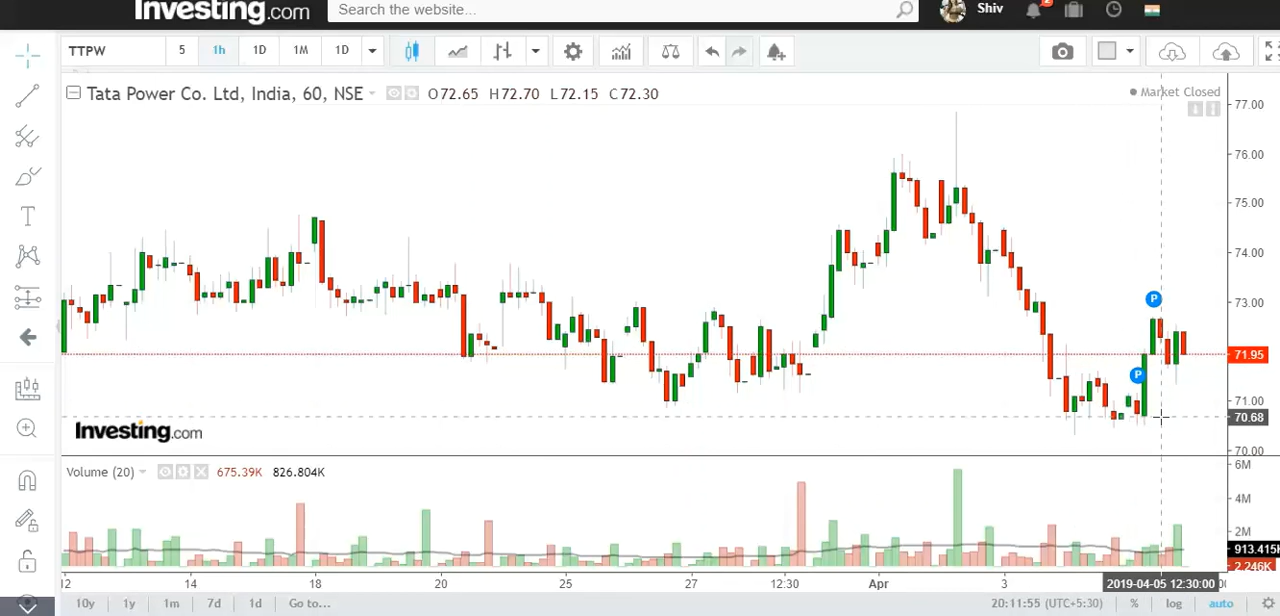 Investing.com
Search the website...
Shiv
TTPW 5 1h 1D 1M 1D
Tata Power Co. Ltd, India, 60, NSE O72.65 H72.70 L72.15 C72.30
Market Closed
77.00
76.00
75.00
74.00
73.00
71.95
71.00
70.68
70.00
P
P
Investing.com
Volume (20) 675.39K 826.804K
6M
4M
2M
913.415K
2.246K
12 14 18 20 25 27 12:30 Apr 3 2019-04-05 12:30:00
10y 1y 1m 7d 1d Go to... 20:11:55 (UTC+5:30) % log auto